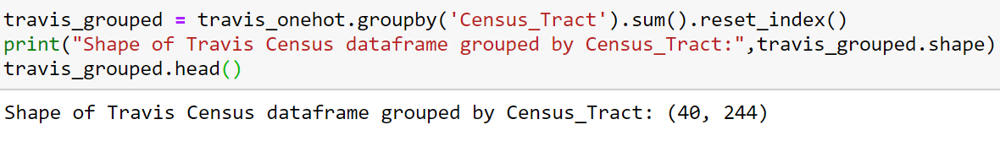 travis_grouped = travis_onehot.groupby('Census_Tract').sum().reset_index()
print("Shape of Travis Census dataframe grouped by Census_Tract:",travis_grouped.shape)
travis_grouped.head()
Shape of Travis Census dataframe grouped by Census_Tract: (40, 244)